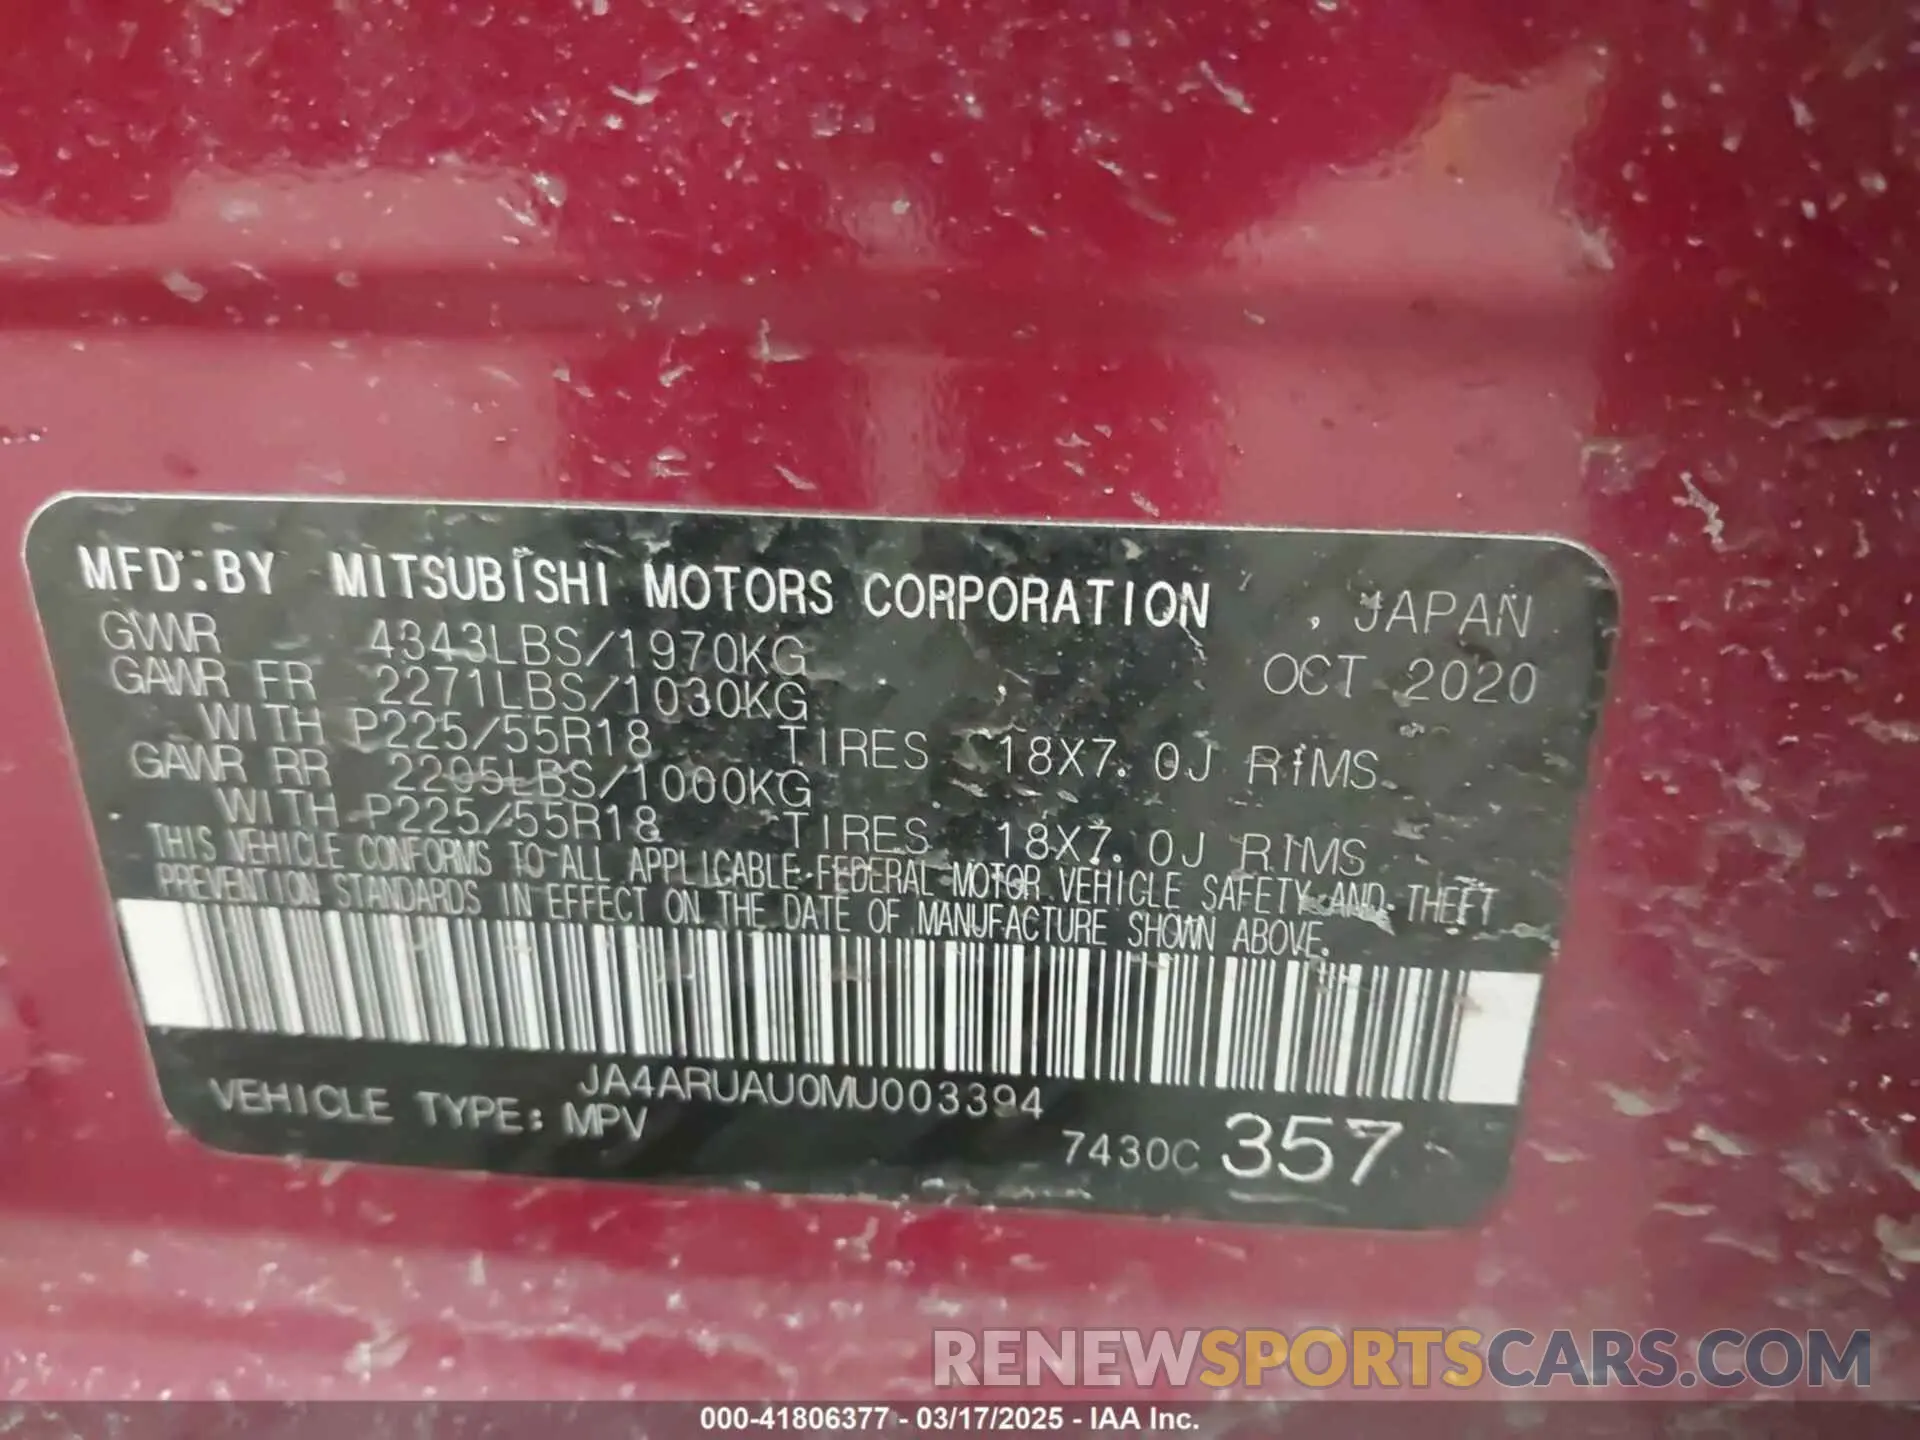 MFD.BY MITSUBISHI MOTORS CORPORATION , JAPAN
GVWR 4343LBS/1970KG OCT 2020
GAWR FR 2271LBS/1030KG
WITH P225/55R18 TIRES 18X7.0J RIMS
GAWR RR 2205LBS/1000KG
WITH P225/55R18 TIRES 18X7.0J RIMS
THIS VEHICLE CONFORMS TO ALL APPLICABLE FEDERAL MOTOR VEHICLE SAFETY AND THEFT
PREVENTION STANDARDS IN EFFECT ON THE DATE OF MANUFACTURE SHOWN ABOVE.
JA4ARUAU0MU003394
VEHICLE TYPE: MPV
7430C 357
RENEWSPORTSCARS.COM
000-41806377 - 03/17/2025 - IAA Inc.